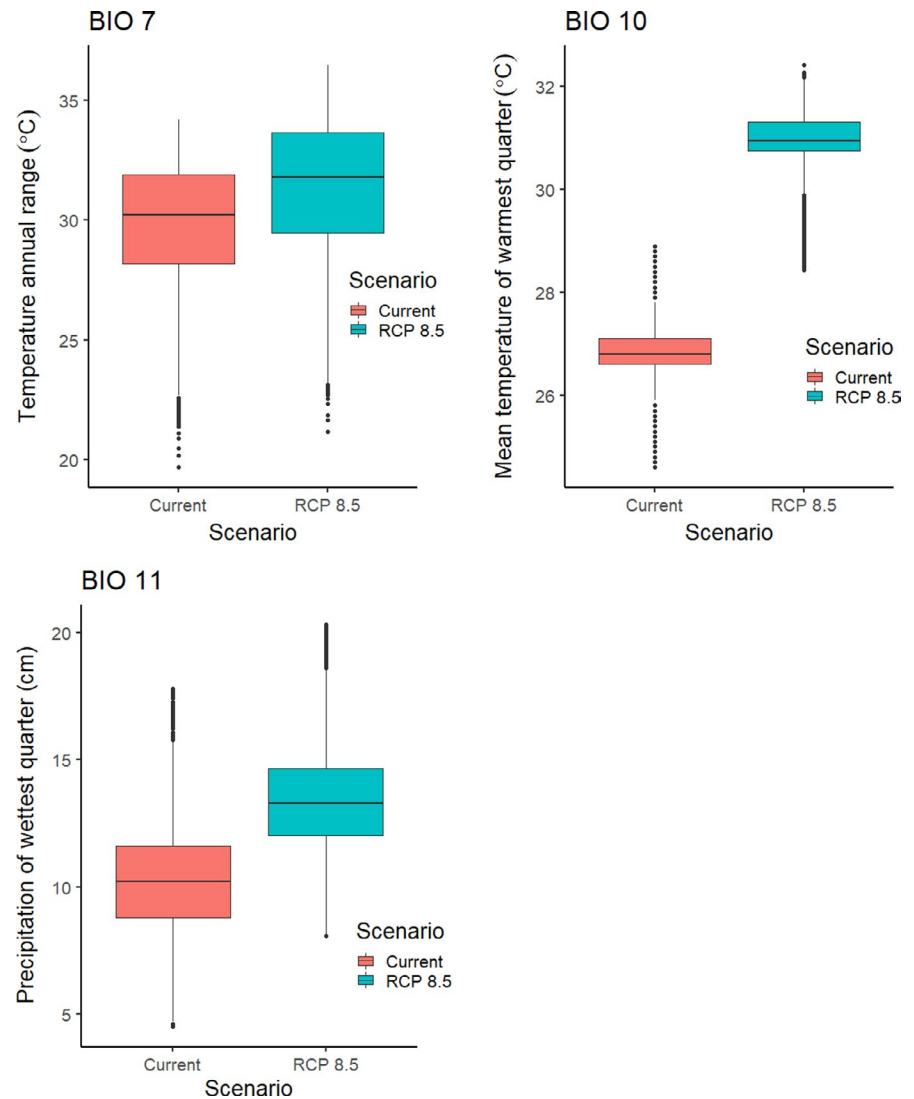 BIO 7
Temperature annual range (°C)
35
30
25
20
Current
RCP 8.5
Scenario
Scenario
Current
RCP 8.5
BIO 10
Mean temperature of warmest quarter (°C)
32
30
28
26
Current
RCP 8.5
Scenario
Scenario
Current
RCP 8.5
BIO 11
Precipitation of wettest quarter (cm)
20
15
10
5
Current
RCP 8.5
Scenario
Scenario
Current
RCP 8.5